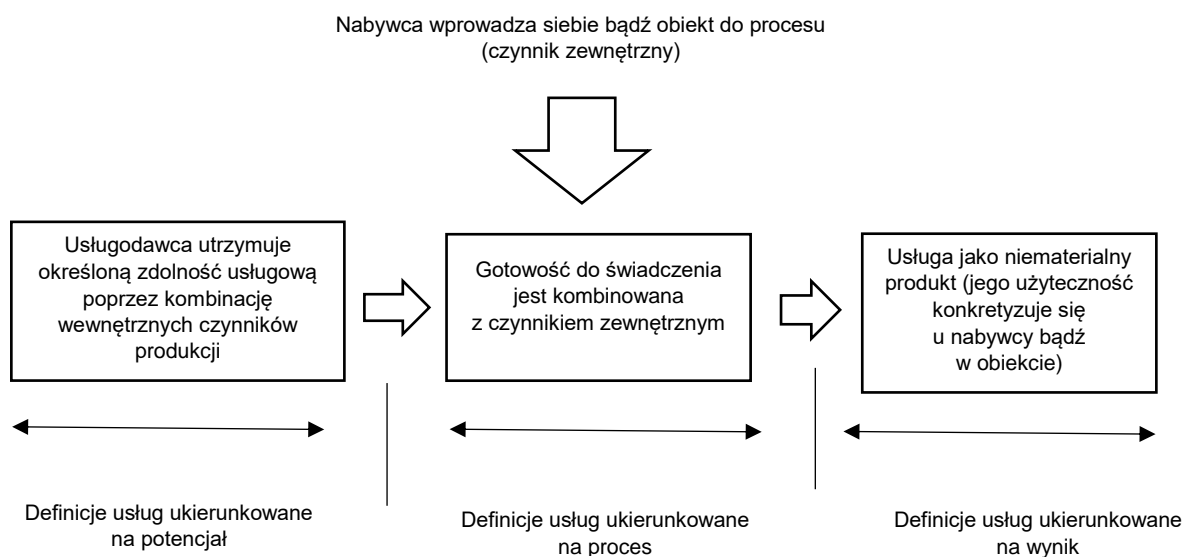 Nabywca wprowadza siebie bądź obiekt do procesu
(czynnik zewnętrzny)
Usługodawca utrzymuje
określoną zdolność usługową
poprzez kombinację
wewnętrznych czynników
produkcji
Gotowość do świadczenia
jest kombinowana
z czynnikiem zewnętrznym
Usługa jako niematerialny
produkt (jego użyteczność
konkretyzuje się
u nabywcy bądź
w obiekcie)
Definicje usług ukierunkowane
na potencjał
Definicje usług ukierunkowane
na proces
Definicje usług ukierunkowane
na wynik